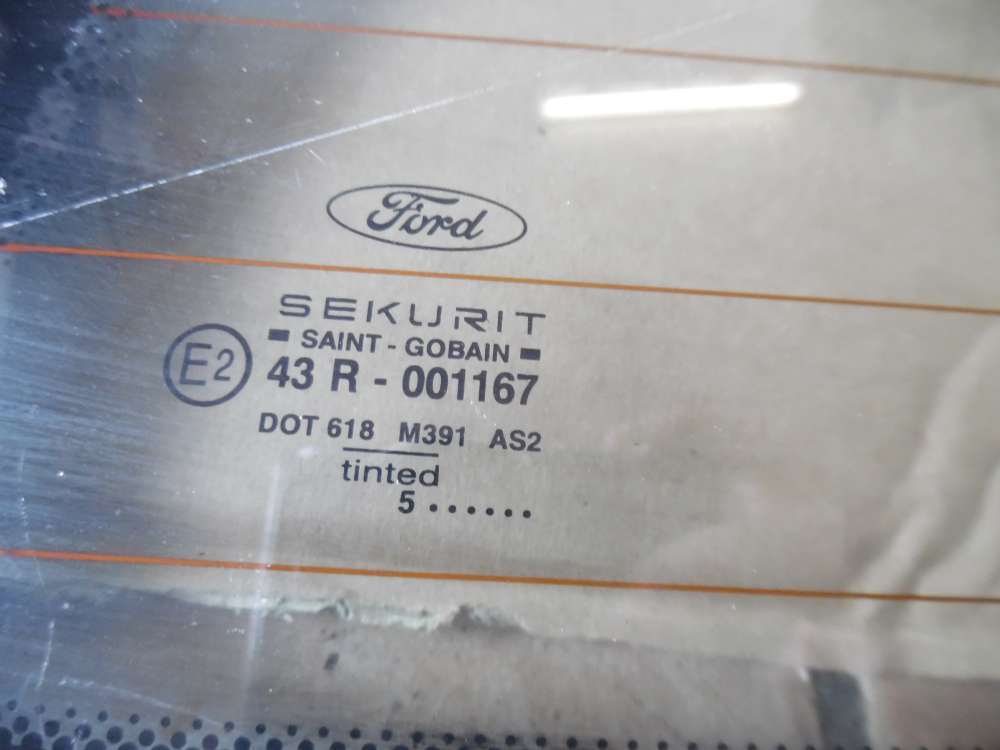 Ford
SEKURIT
SAINT - GOBAIN
E2
43 R - 001167
DOT 618 M391 AS2
tinted
5 ......